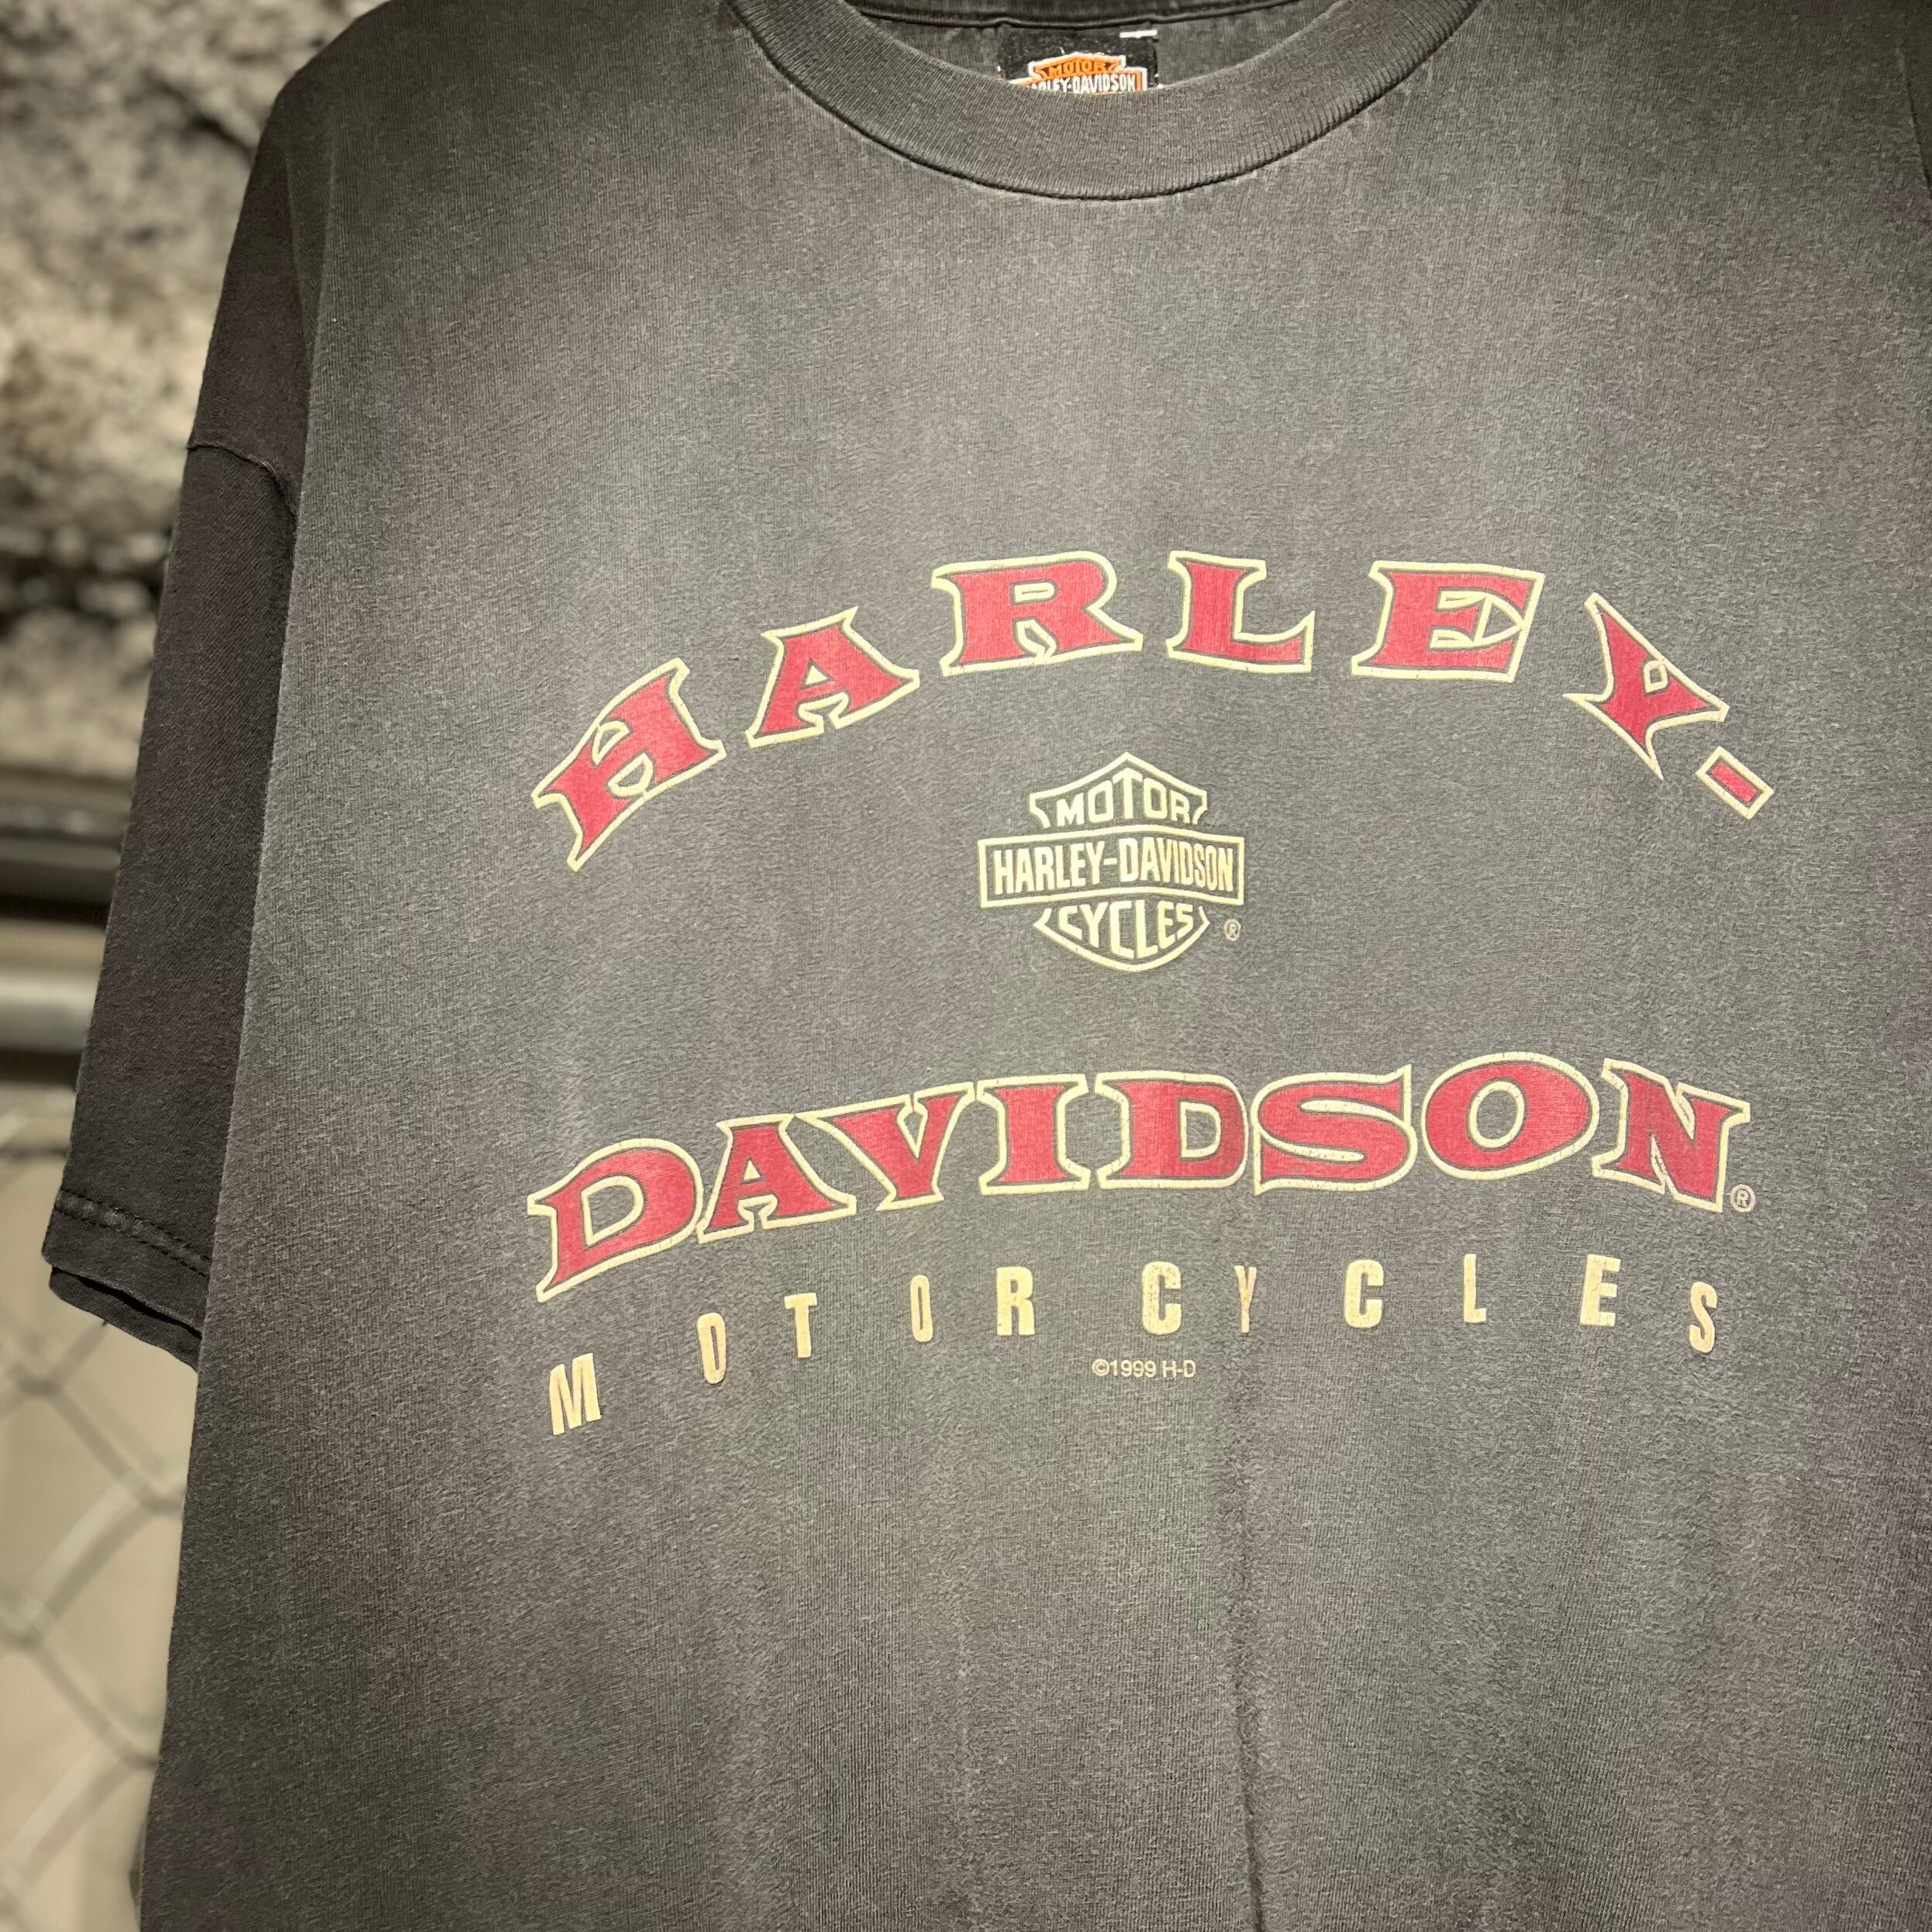 MOTOR
HARLEY-DAVIDSON
HARLEY-
MOTOR
HARLEY-DAVIDSON
CYCLES ®
DAVIDSON®
MOTORCYCLES
©1999 H-D